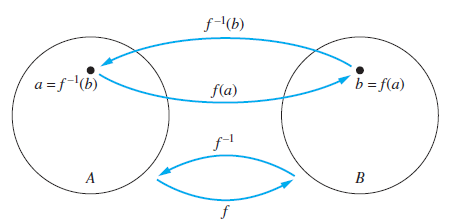 f⁻¹(b)
a = f⁻¹(b)
f(a)
b = f(a)
f⁻¹
A
B
f